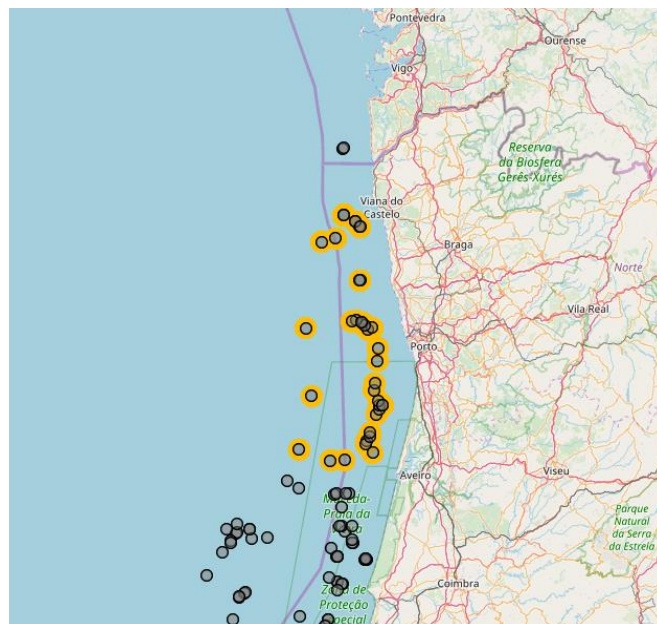 Pontevedra
Ourense
Vigo
Reserva
da Biosfera
Gerês-Xurés
Viana do
Castelo
Braga
Norte
Vila Real
Porto
Aveiro
Viseu
Praia da
Parque
Natural
da Serra
da Estrela
Coimbra
Zona de
Proteção
Especial